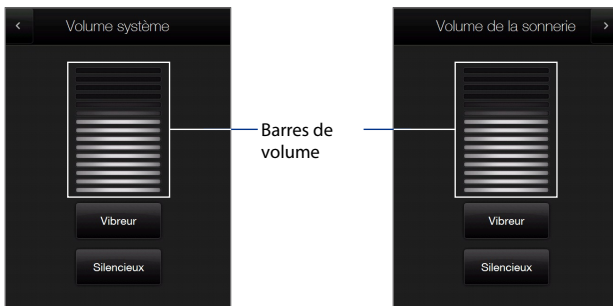 Volume système
Vibreur
Silencieux
Barres de
volume
Volume de la sonnerie
Vibreur
Silencieux